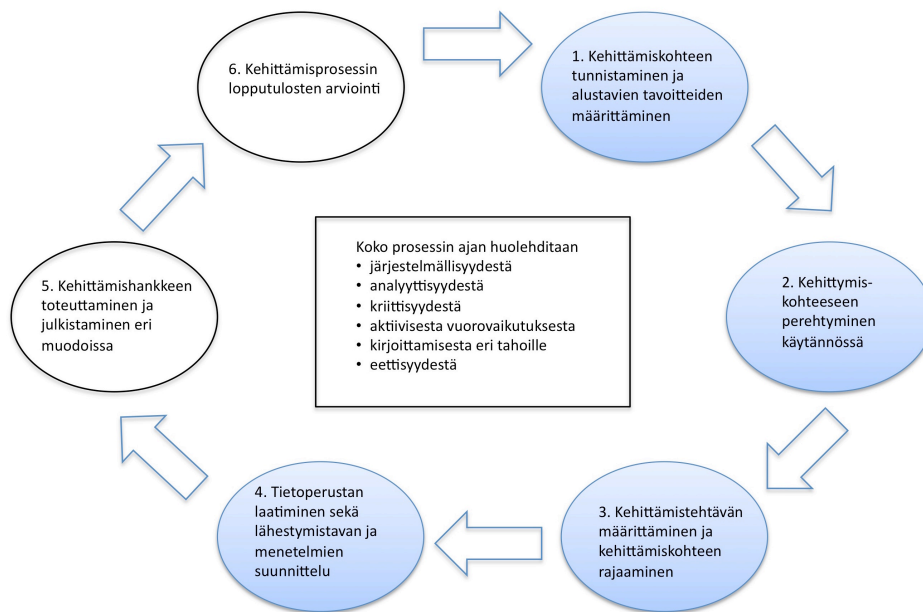 1. Kehittämiskohteen
tunnistaminen ja
alustavien tavoitteiden
määrittäminen
2. Kehittymis-
kohteeseen
perehtyminen
käytännössä
3. Kehittämistehtävän
määrittäminen ja
kehittämiskohteen
rajaaminen
4. Tietoperustan
laatiminen sekä
lähestymistavan ja
menetelmien
suunnittelu
5. Kehittämishankkeen
toteuttaminen ja
julkistaminen eri
muodoissa
6. Kehittämisprosessin
lopputulosten arviointi
Koko prosessin ajan huolehditaan
• järjestelmällisyydestä
• analyyttisyydestä
• kriittisyydestä
• aktiivisesta vuorovaikutuksesta
• kirjoittamisesta eri tahoille
• eettisyydestä